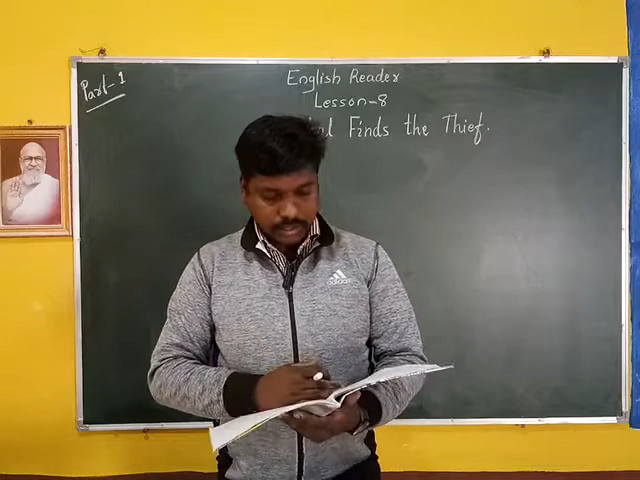 Part-1
English Reader
Lesson-8
Finds the Thief.
adidas